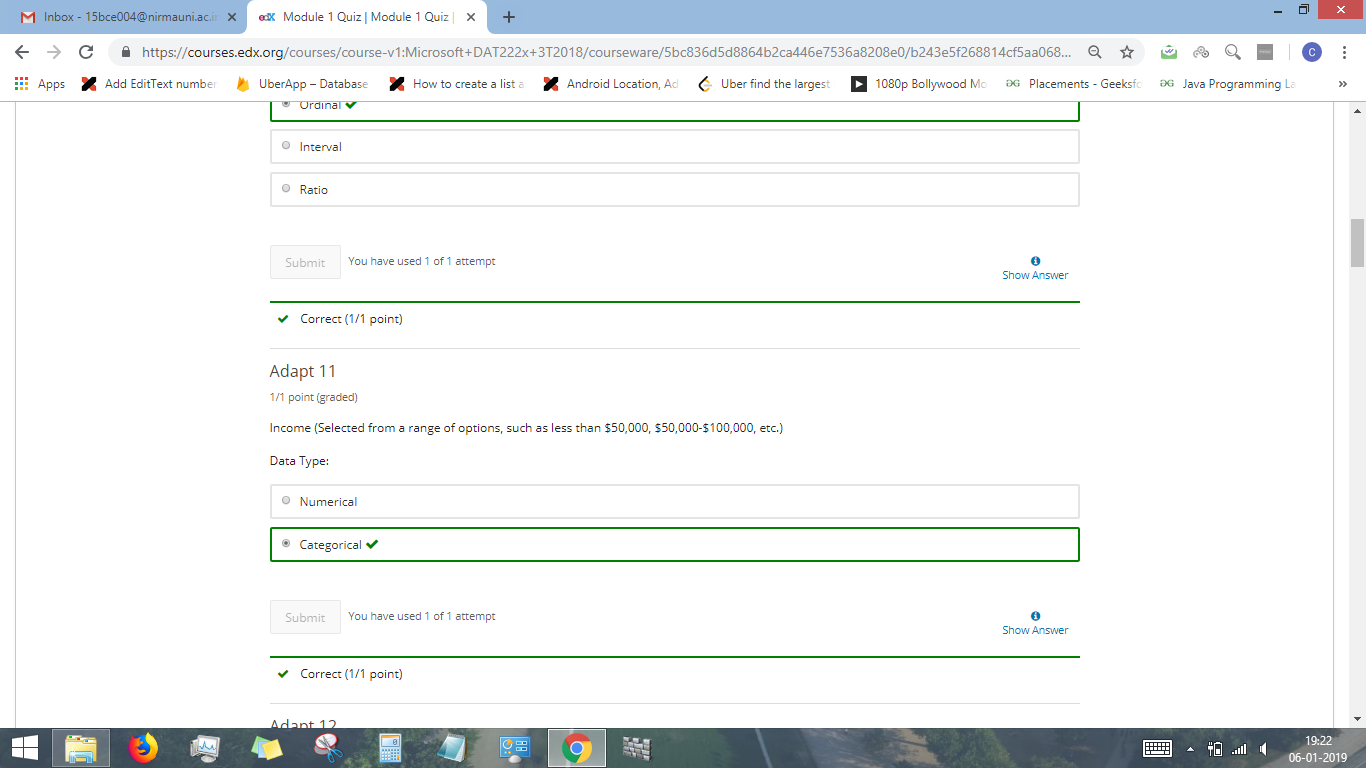 Inbox - 15bce004@nirmauni.ac.in
Module 1 Quiz | Module 1 Quiz |
https://courses.edx.org/courses/course-v1:Microsoft+DAT222x+3T2018/courseware/5bc836d5d8864b2ca446e7536a8208e0/b243e5f268814cf5aa068...
C
Apps
Add EditText number
UberApp – Database
How to create a list a
Android Location, Ad
Uber find the largest
1080p Bollywood Mo
Placements - Geeksfo
Java Programming La
»
Ordinal
Interval
Ratio
Submit
You have used 1 of 1 attempt
Show Answer
Correct (1/1 point)
Adapt 11
1/1 point (graded)
Income (Selected from a range of options, such as less than $50,000, $50,000-$100,000, etc.)
Data Type:
Numerical
Categorical
Submit
You have used 1 of 1 attempt
Show Answer
Correct (1/1 point)
Adapt 12
19:22
06-01-2019